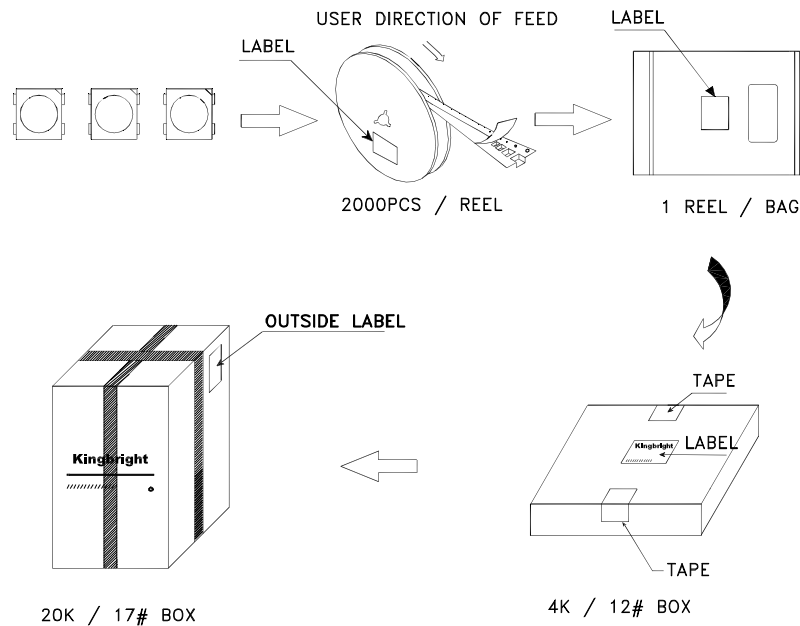 USER DIRECTION OF FEED
LABEL
LABEL
2000PCS / REEL
1 REEL / BAG
OUTSIDE LABEL
Kingbright
20K / 17# BOX
TAPE
Kingbright
LABEL
TAPE
4K / 12# BOX